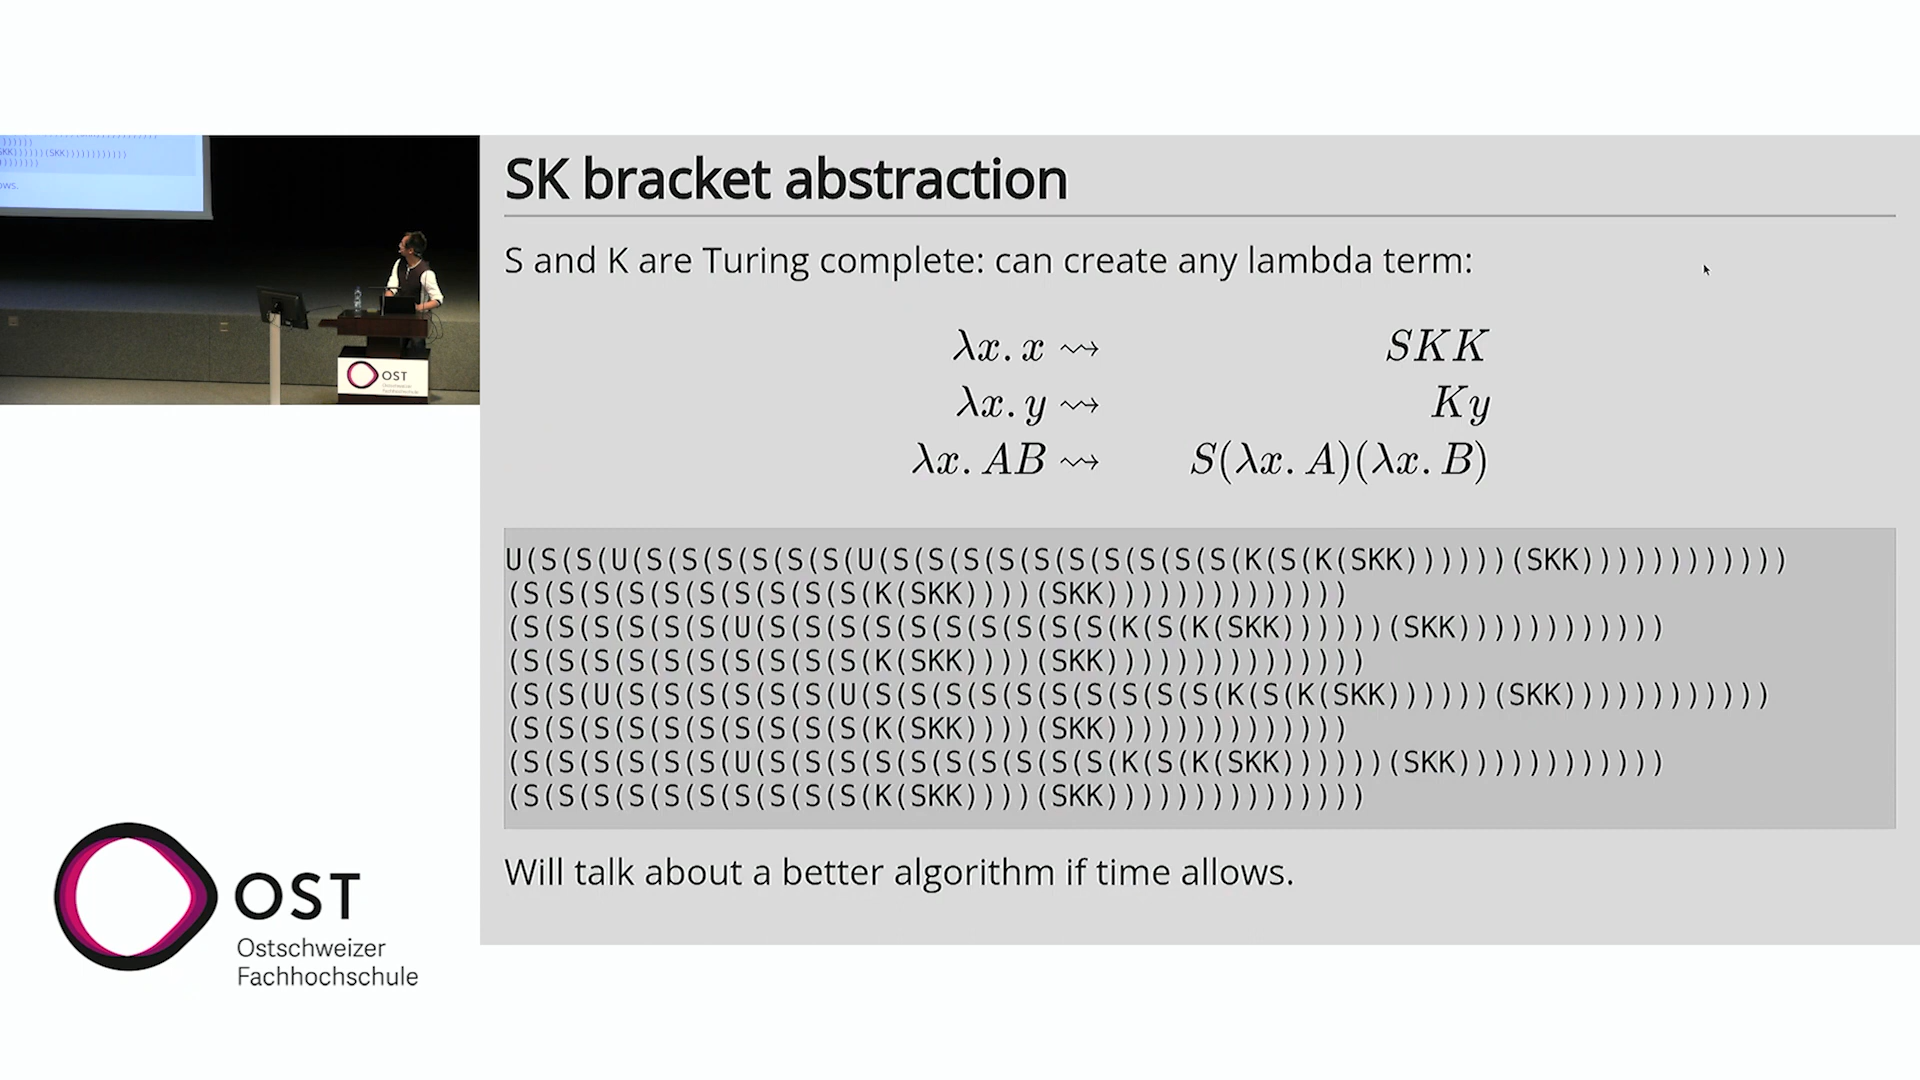 SK bracket abstraction
S and K are Turing complete: can create any lambda term:
λx. x ⇝ SKK
λx. y ⇝ Ky
λx. AB ⇝ S(λx. A)(λx. B)
U(S(S(U(S(S(S(S(S(S(U(S(S(S(S(S(S(S(S(S(S(K(S(K(SKK))))))(SKK))))))))))))
(S(S(S(S(S(S(S(S(S(S(K(SKK))))(SKK))))))))))))))
(S(S(S(S(S(S(U(S(S(S(S(S(S(S(S(S(S(K(S(K(SKK))))))(SKK))))))))))))
(S(S(S(S(S(S(S(S(S(S(K(SKK))))(SKK)))))))))))))))
(S(S(U(S(S(S(S(S(S(U(S(S(S(S(S(S(S(S(S(S(K(S(K(SKK))))))(SKK))))))))))))
(S(S(S(S(S(S(S(S(S(S(K(SKK))))(SKK))))))))))))))
(S(S(S(S(S(S(U(S(S(S(S(S(S(S(S(S(S(K(S(K(SKK))))))(SKK))))))))))))
(S(S(S(S(S(S(S(S(S(S(K(SKK))))(SKK)))))))))))))))
Will talk about a better algorithm if time allows.
OST
OST
Ostschweizer
Fachhochschule